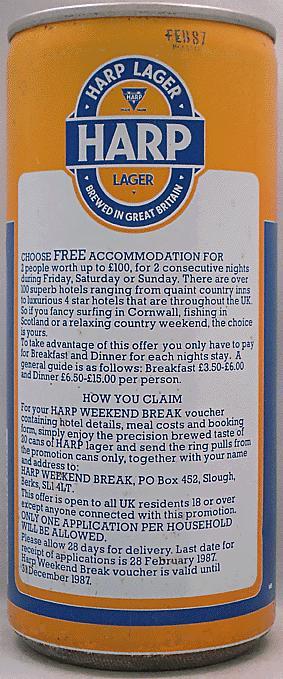 FEB 87
HARP LAGER
HARP
HARP
LAGER
BREWED IN GREAT BRITAIN
CHOOSE FREE ACCOMMODATION FOR
2 people worth up to £100, for 2 consecutive nights
during Friday, Saturday or Sunday. There are over
100 superb hotels ranging from quaint country inns
to luxurious 4 star hotels that are throughout the UK.
So if you fancy surfing in Cornwall, fishing in
Scotland or a relaxing country weekend, the choice
is yours.
To take advantage of this offer you only have to pay
for Breakfast and Dinner for each nights stay. A
general guide is as follows: Breakfast £3.50-£6.00
and Dinner £6.50-£15.00 per person.
HOW YOU CLAIM
For your HARP WEEKEND BREAK voucher
containing hotel details, meal costs and booking
form, simply enjoy the precision brewed taste of
20 cans of HARP lager and send the ring pulls from
the promotion cans only, together with your name
and address to:
HARP WEEKEND BREAK, PO Box 452, Slough,
Berks, SL1 4LT.
This offer is open to all UK residents 18 or over
except anyone connected with this promotion.
ONLY ONE APPLICATION PER HOUSEHOLD
WILL BE ALLOWED.
Please allow 28 days for delivery. Last date for
receipt of applications is 28 February 1987.
Harp Weekend Break voucher is valid until
December 1987.